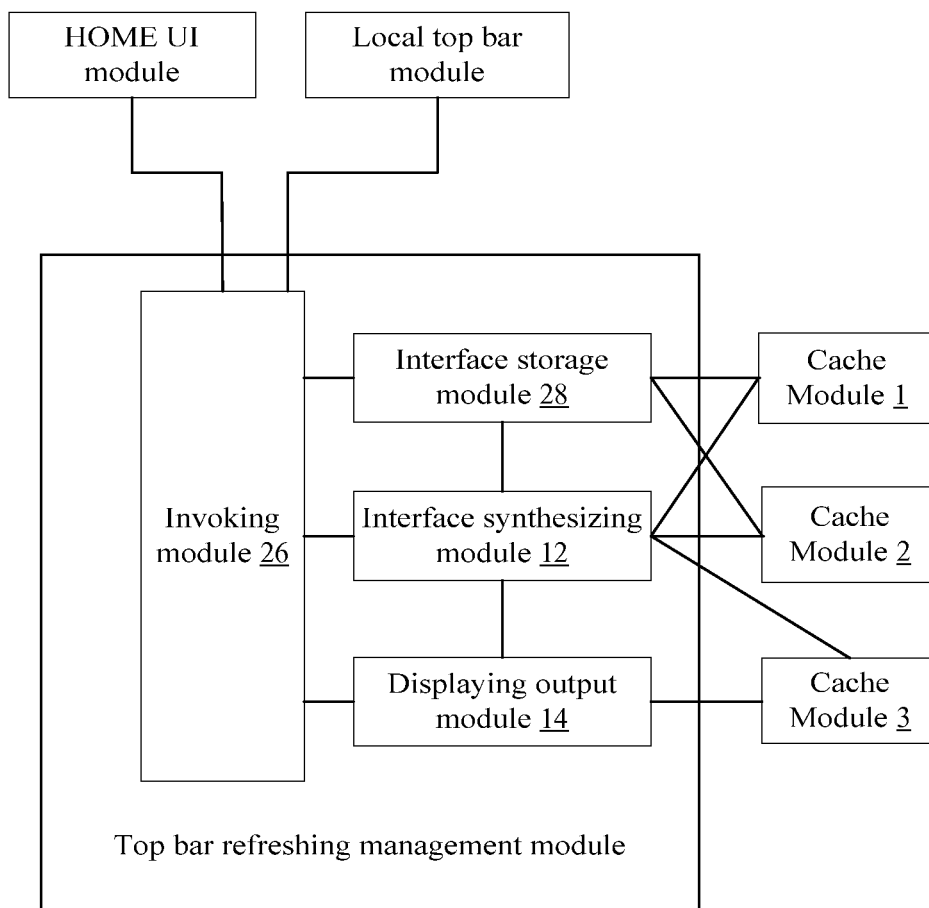 HOME UI
module
Local top bar
module
Interface storage
module 28
Cache
Module 1
Invoking
module 26
Interface synthesizing
module 12
Cache
Module 2
Displaying output
module 14
Cache
Module 3
Top bar refreshing management module